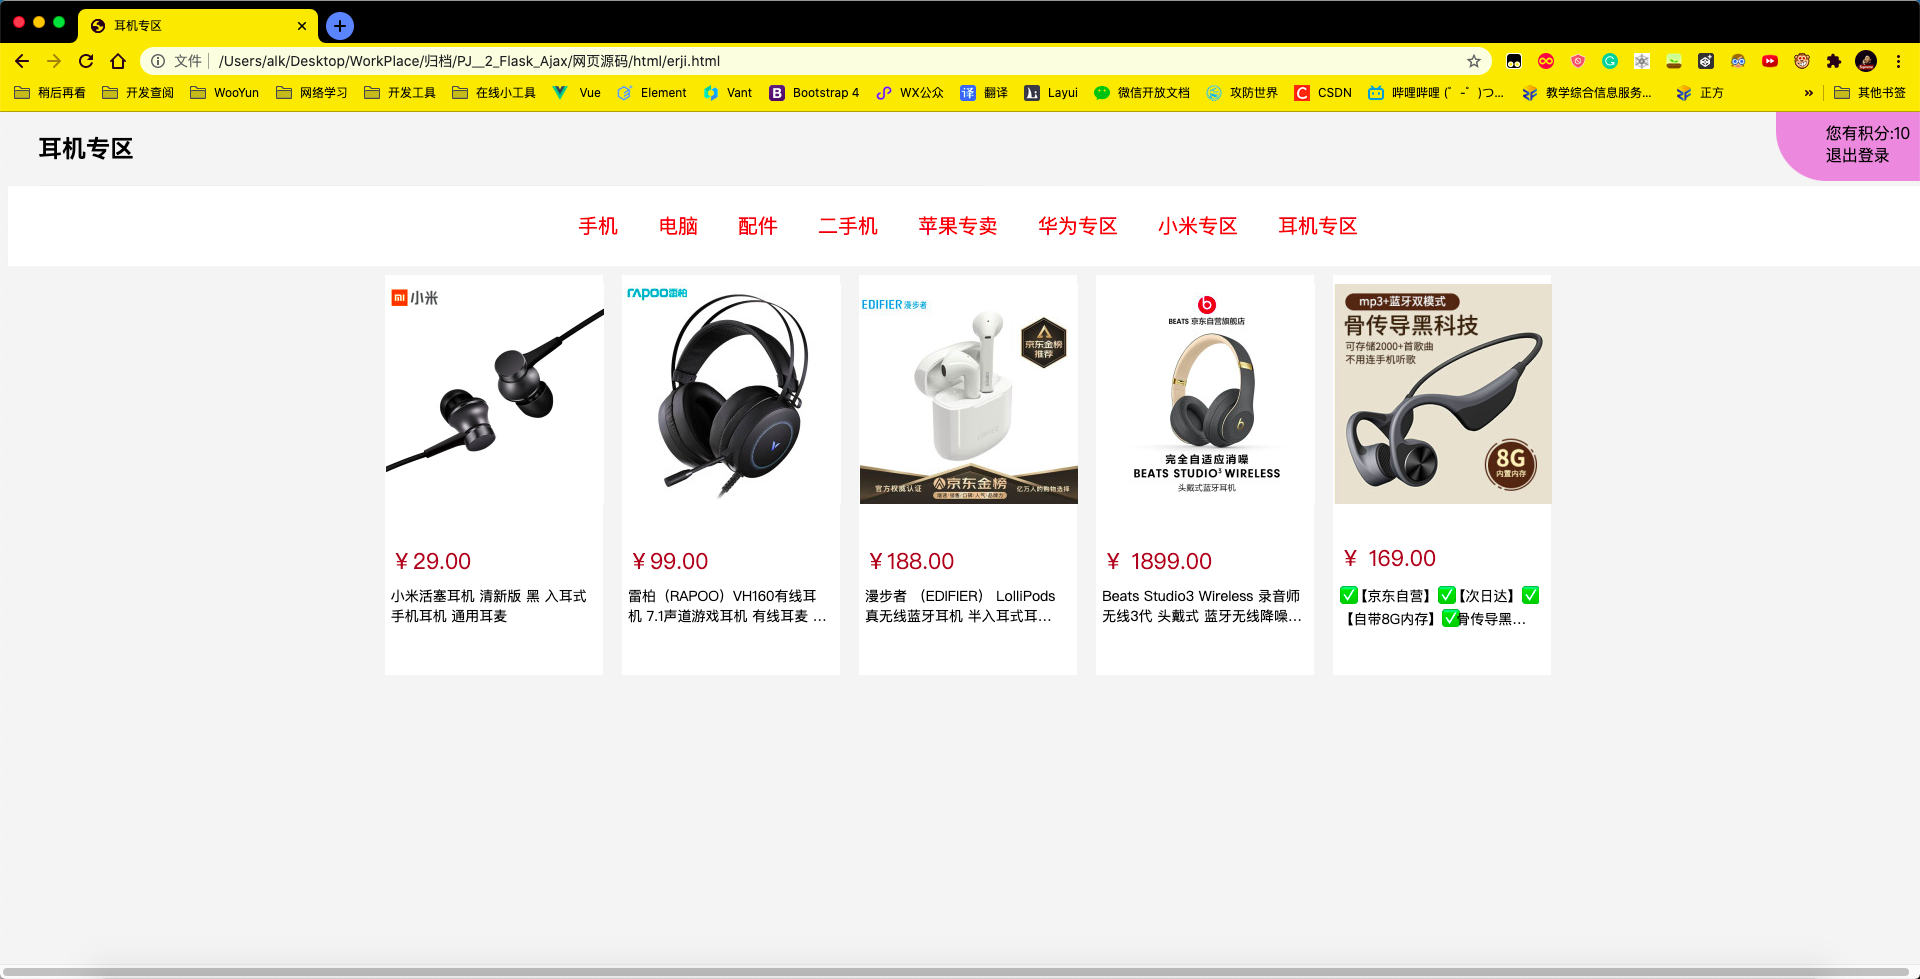 耳机专区
文件 /Users/alk/Desktop/WorkPlace/归档/PJ__2_Flask_Ajax/网页源码/html/erji.html
稍后再看 开发查阅 WooYun 网络学习 开发工具 在线小工具 Vue Element Vant Bootstrap 4 WX公众 翻译 Layui 微信开放文档 攻防世界 CSDN 哔哩哔哩 (゜-゜)つ... 教学综合信息服务... 正方 » 其他书签
耳机专区
您有积分:10
退出登录
手机 电脑 配件 二手机 苹果专卖 华为专区 小米专区 耳机专区
小米
¥29.00
小米活塞耳机 清新版 黑 入耳式
手机耳机 通用耳麦
rapoo雷柏
¥99.00
雷柏（RAPOO）VH160有线耳
机 7.1声道游戏耳机 有线耳麦 ...
EDIFIER 漫步者
京东金榜
推荐
官方权威认证 京东金榜 亿万人的购物选择
¥188.00
漫步者 （EDIFIER） LolliPods
真无线蓝牙耳机 半入耳式耳...
BEATS 京东自营旗舰店
完全自适应消噪
BEATS STUDIO³ WIRELESS
头戴式蓝牙耳机
¥ 1899.00
Beats Studio3 Wireless 录音师
无线3代 头戴式 蓝牙无线降噪...
mp3+蓝牙双模式
骨传导黑科技
可存储2000+首歌曲
不用连手机听歌
8G
内置内存
¥ 169.00
✅【京东自营】✅【次日达】✅
【自带8G内存】✅骨传导黑...